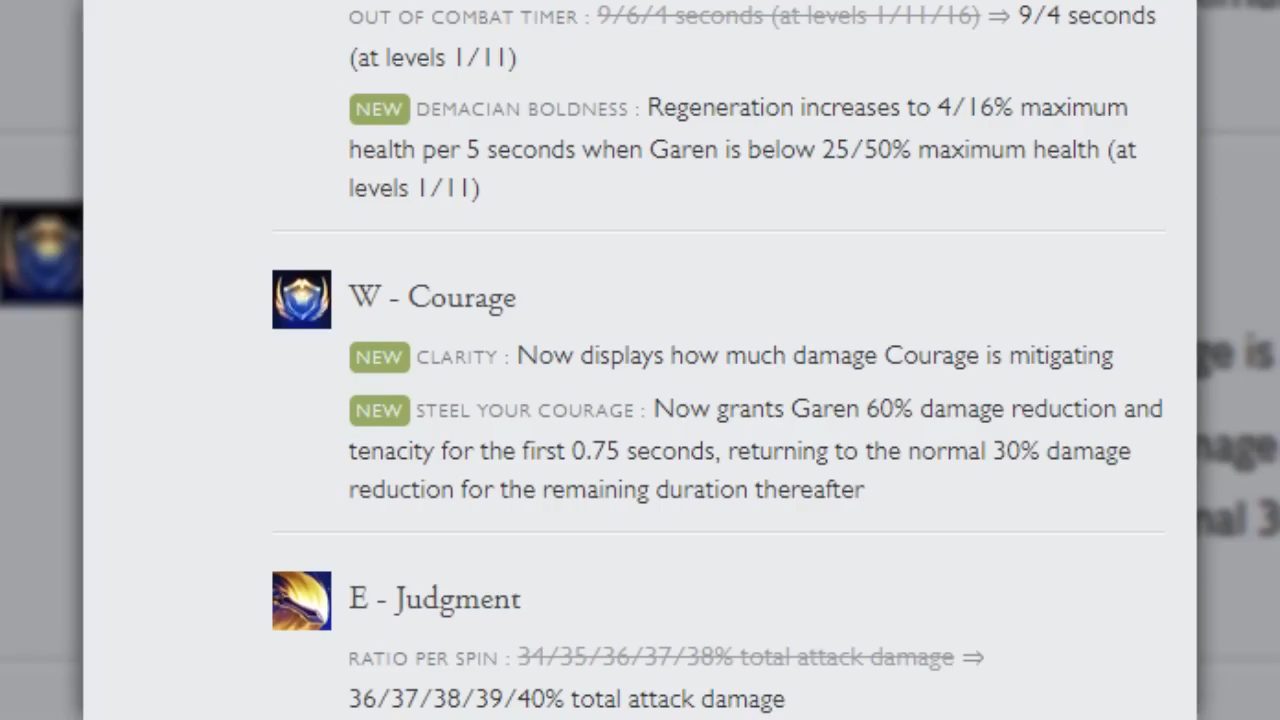 OUT OF COMBAT TIMER : 9/6/4 seconds (at levels 1/11/16) ⇒ 9/4 seconds
(at levels 1/11)
NEW DEMACIAN BOLDNESS : Regeneration increases to 4/16% maximum
health per 5 seconds when Garen is below 25/50% maximum health (at
levels 1/11)
W - Courage
NEW CLARITY : Now displays how much damage Courage is mitigating
NEW STEEL YOUR COURAGE : Now grants Garen 60% damage reduction and
tenacity for the first 0.75 seconds, returning to the normal 30% damage
reduction for the remaining duration thereafter
E - Judgment
RATIO PER SPIN : 34/35/36/37/38% total attack damage ⇒
36/37/38/39/40% total attack damage